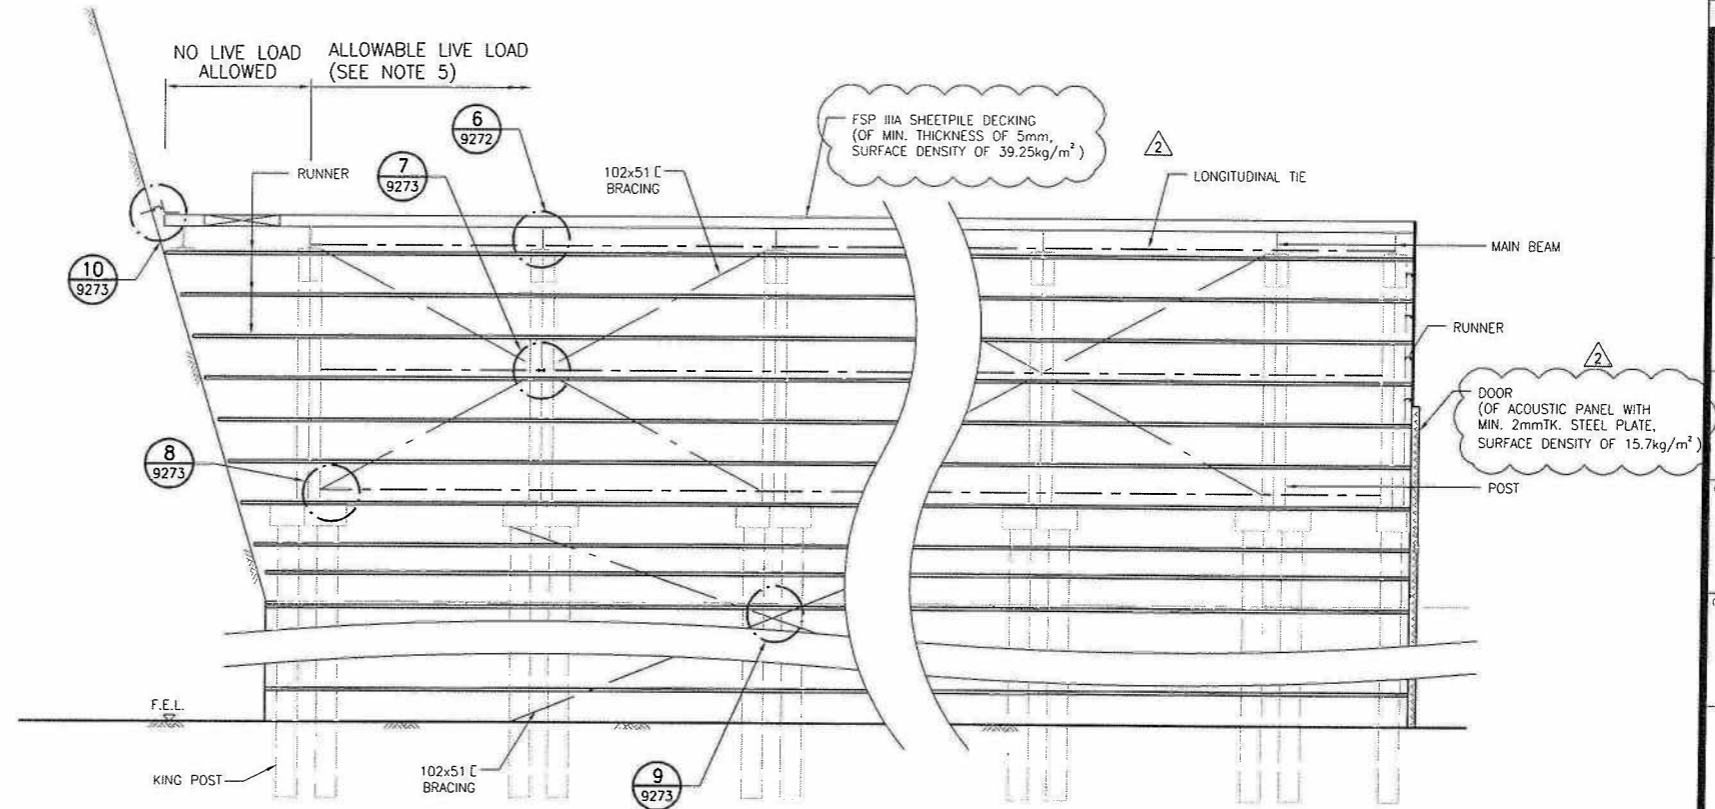 NO LIVE LOAD
ALLOWED
ALLOWABLE LIVE LOAD
(SEE NOTE 5)
6
9272
FSP IIIA SHEETPILE DECKING
(OF MIN. THICKNESS OF 5mm,
SURFACE DENSITY OF 39.25kg/m²)
2
RUNNER
7
9273
102x51 [
BRACING
LONGITUDINAL TIE
10
9273
MAIN BEAM
RUNNER
2
DOOR
(OF ACOUSTIC PANEL WITH
MIN. 2mmTK. STEEL PLATE,
SURFACE DENSITY OF 15.7kg/m²)
8
9273
POST
F.E.L.
KING POST
102x51 [
BRACING
9
9273